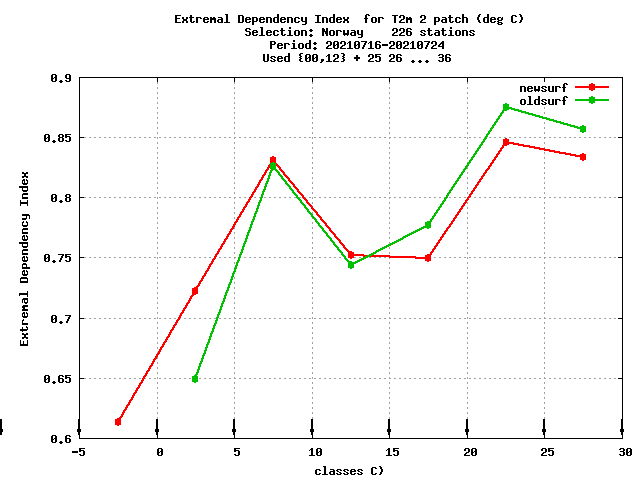 Extremal Dependency Index  for T2m 2 patch (deg C)
Selection: Norway    226 stations
Period: 20210716-20210724
Used {00,12} + 25 26 ... 36
newsurf
oldsurf
0.9
0.85
0.8
0.75
0.7
0.65
0.6
Extremal Dependency Index
-5 0 5 10 15 20 25 30
classes C)